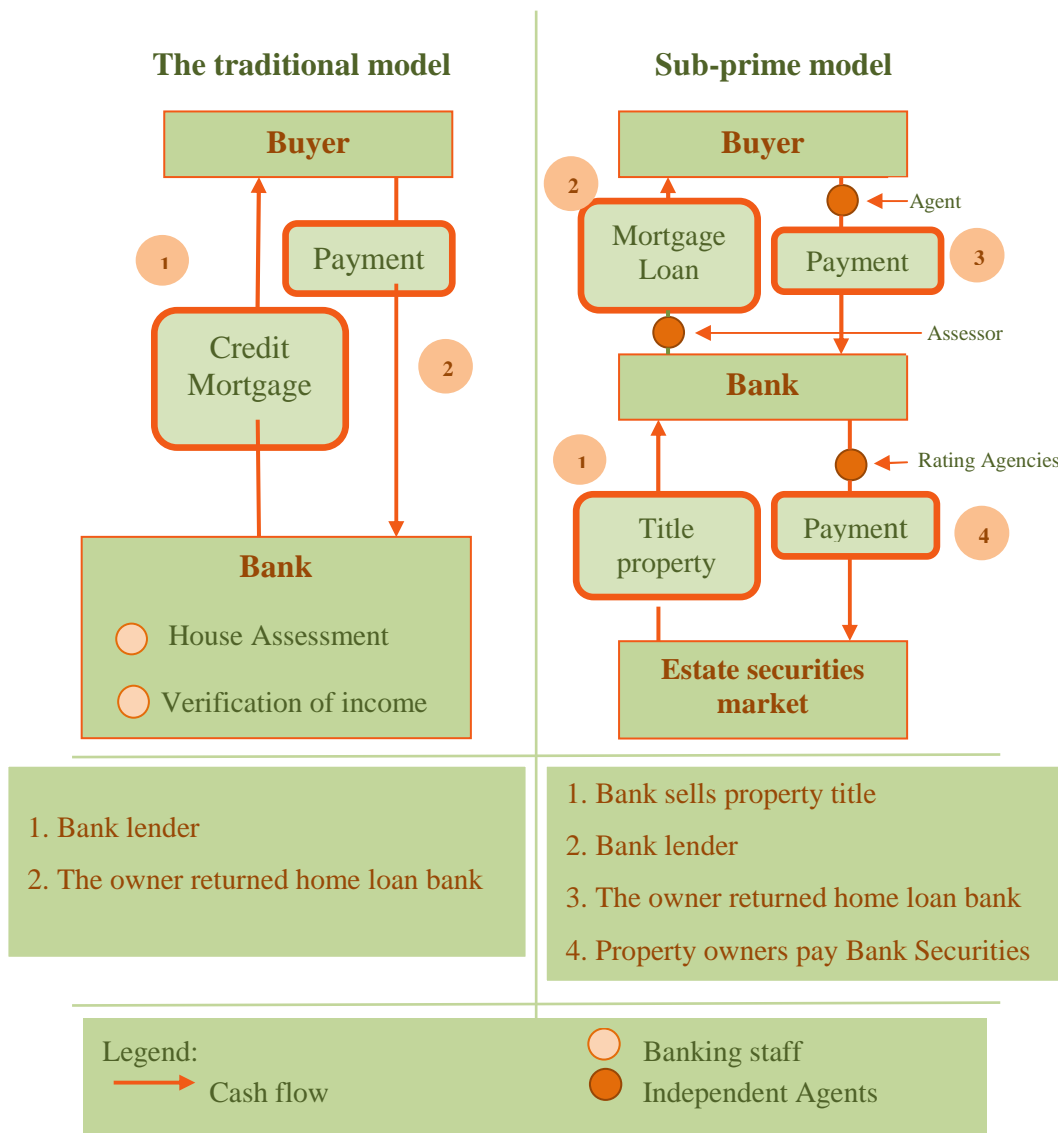 The traditional model
Buyer
1
Payment
Credit
Mortgage
2
Bank
House Assessment
Verification of income
Sub-prime model
Buyer
2
Agent
Mortgage
Loan
Payment
3
Assessor
Bank
1
Rating Agencies
Title
property
Payment
4
Estate securities
market
1. Bank lender
2. The owner returned home loan bank
1. Bank sells property title
2. Bank lender
3. The owner returned home loan bank
4. Property owners pay Bank Securities
Legend:
Cash flow
Banking staff
Independent Agents